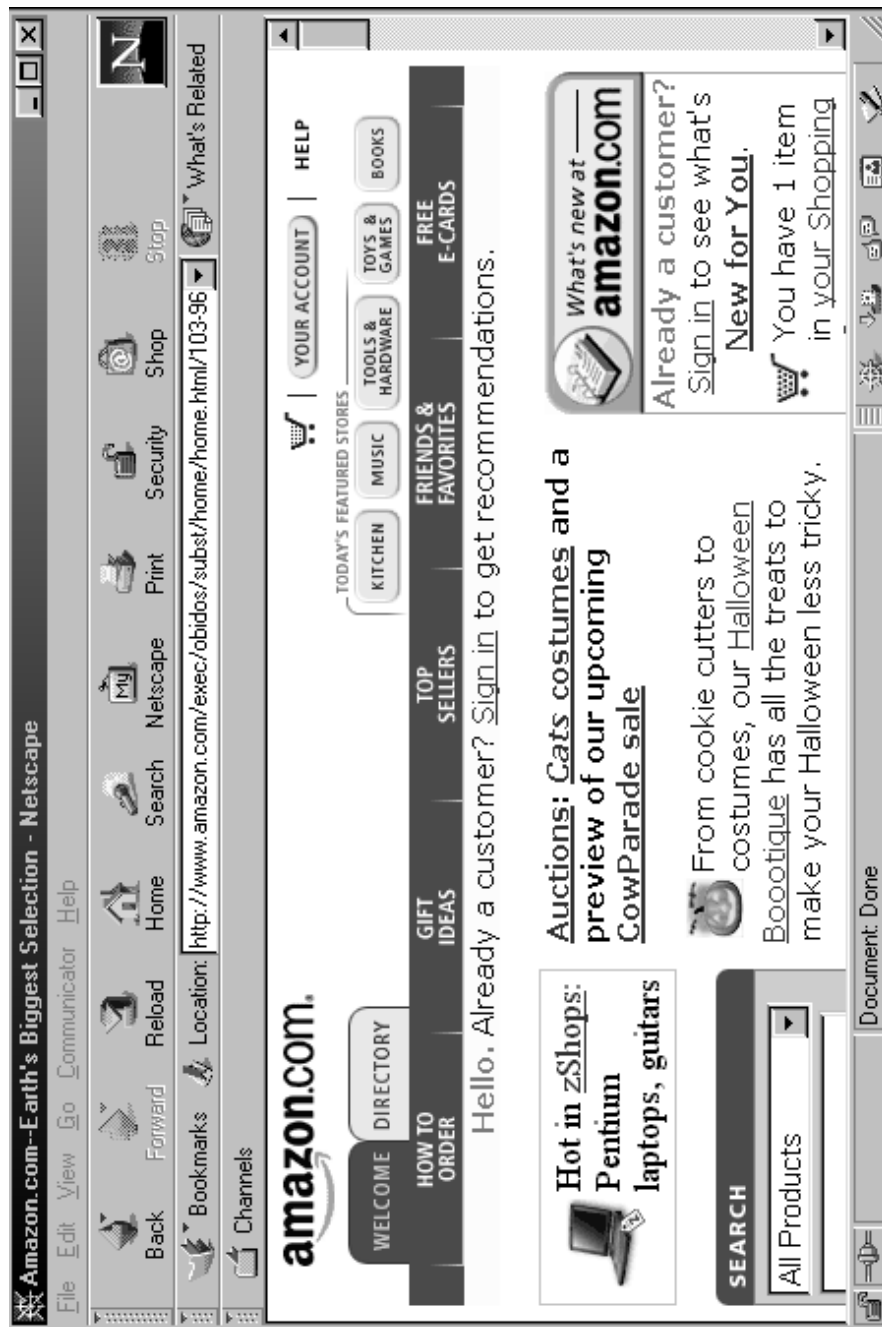 Amazon.com--Earth's Biggest Selection - Netscape
File Edit View Go Communicator Help
Back Forward Reload Home Search Netscape Print Security Shop Stop
My
N
Bookmarks Location: http://www.amazon.com/exec/obidos/subst/home/home.html/103-96 What's Related
Channels
amazon.com.
YOUR ACCOUNT | HELP
TODAY'S FEATURED STORES
WELCOME DIRECTORY
KITCHEN MUSIC TOOLS & HARDWARE TOYS & GAMES BOOKS
HOW TO ORDER GIFT IDEAS TOP SELLERS FRIENDS & FAVORITES FREE E-CARDS
Hello. Already a customer? Sign in to get recommendations.
Hot in zShops:
Pentium
laptops, guitars
SEARCH
All Products
Auctions: Cats costumes and a
preview of our upcoming
CowParade sale
From cookie cutters to
costumes, our Halloween
Boootique has all the treats to
make your Halloween less tricky.
What's new at
amazon.com
Already a customer?
Sign in to see what's
New for You.
You have 1 item
in your Shopping
Document: Done